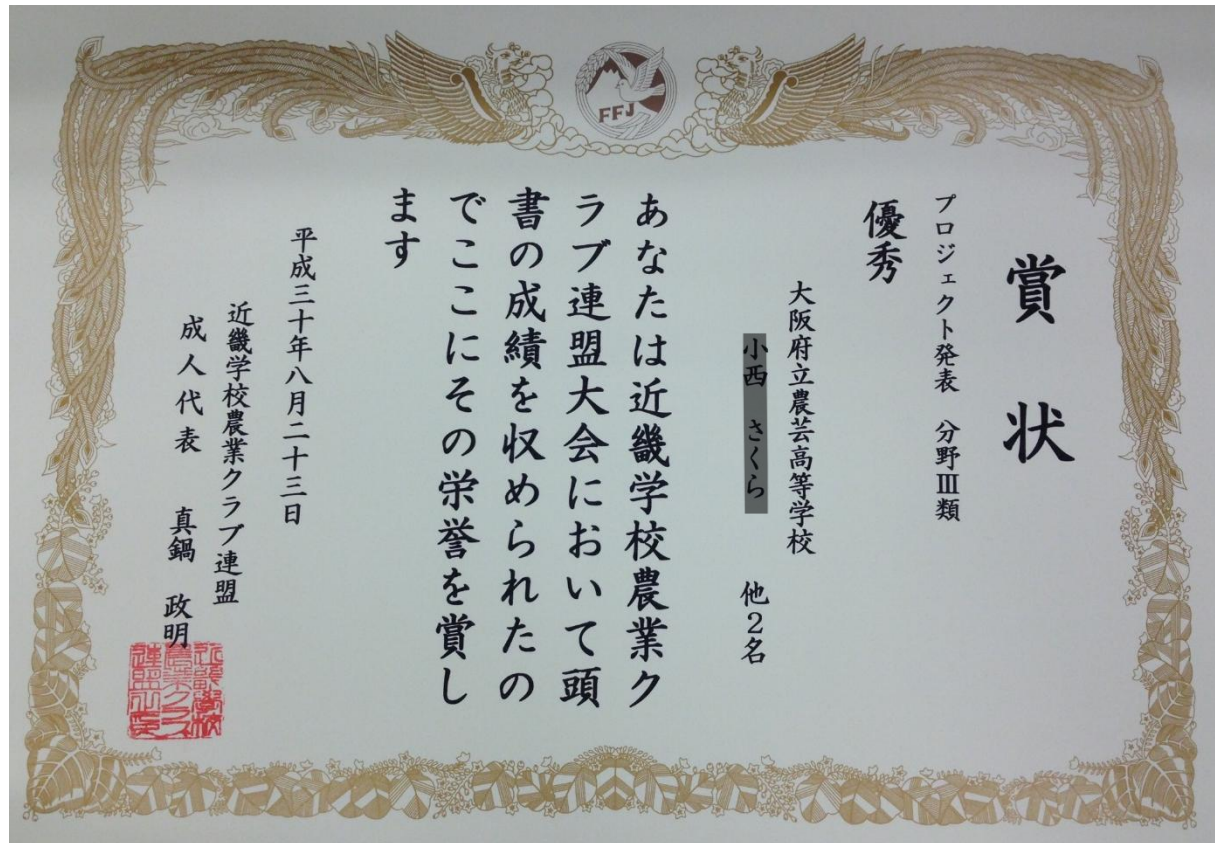 FFJ
賞状
プロジェクト発表 分野Ⅲ類
優秀
大阪府立農芸高等学校
小西 さくら 他2名
あなたは近畿学校農業ク
ラブ連盟大会において頭
書の成績を収められたの
でここにその栄誉を賞し
ます
平成三十年八月二十三日
近畿学校農業クラブ連盟
成人代表 真鍋 政明